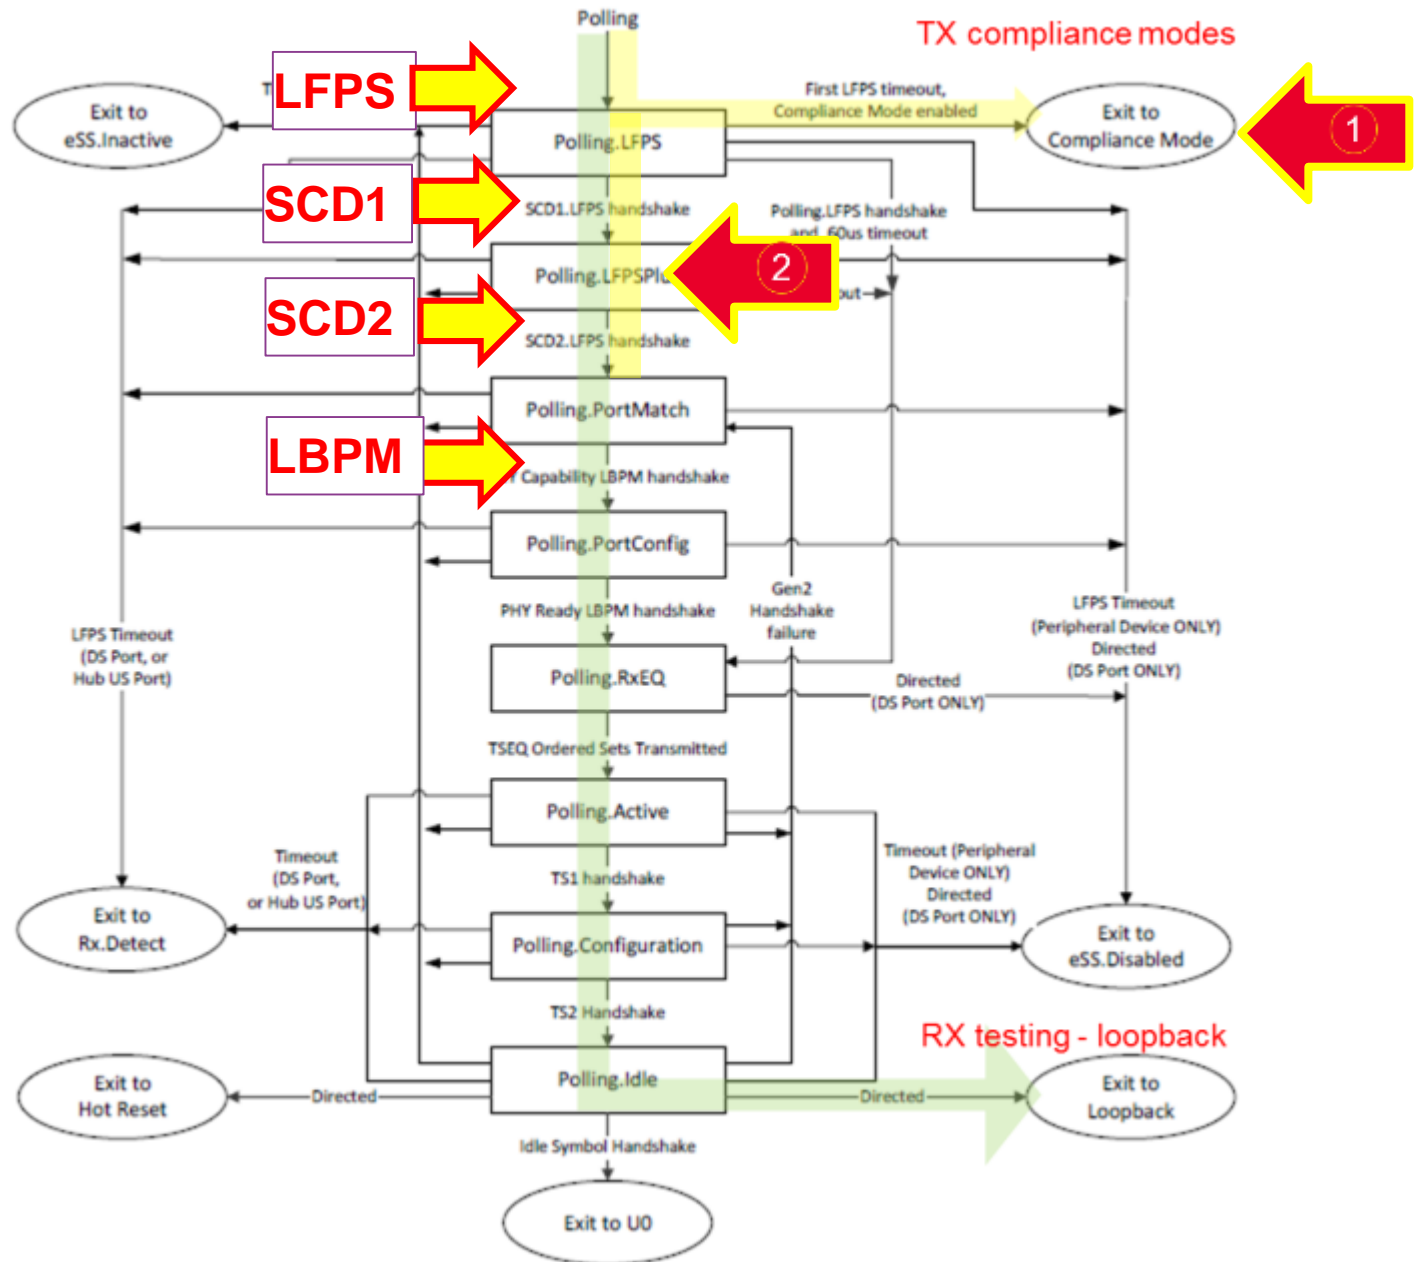 Polling
TX compliance modes
LFPS
First LFPS timeout,
Compliance Mode enabled
Exit to
eSS.Inactive
Exit to
Compliance Mode
1
Polling.LFPS
SCD1
SCD1.LFPS handshake
Polling.LFPS handshake
and 60us timeout
2
SCD2
SCD2.LFPS handshake
Polling.PortMatch
LBPM
Capability LBPM handshake
Polling.PortConfig
PHY Ready LBPM handshake
Gen2
Handshake
failure
LFPS Timeout
(DS Port, or
Hub US Port)
LFPS Timeout
(Peripheral Device ONLY)
Directed
(DS Port ONLY)
Polling.RxEQ
Directed
(DS Port ONLY)
TSEQ Ordered Sets Transmitted
Polling.Active
Timeout
(DS Port,
or Hub US Port)
TS1 handshake
Timeout (Peripheral
Device ONLY)
Directed
(DS Port ONLY)
Exit to
Rx.Detect
Polling.Configuration
Exit to
eSS.Disabled
TS2 Handshake
RX testing - loopback
Exit to
Hot Reset
Directed
Polling.Idle
Directed
Exit to
Loopback
Idle Symbol Handshake
Exit to U0